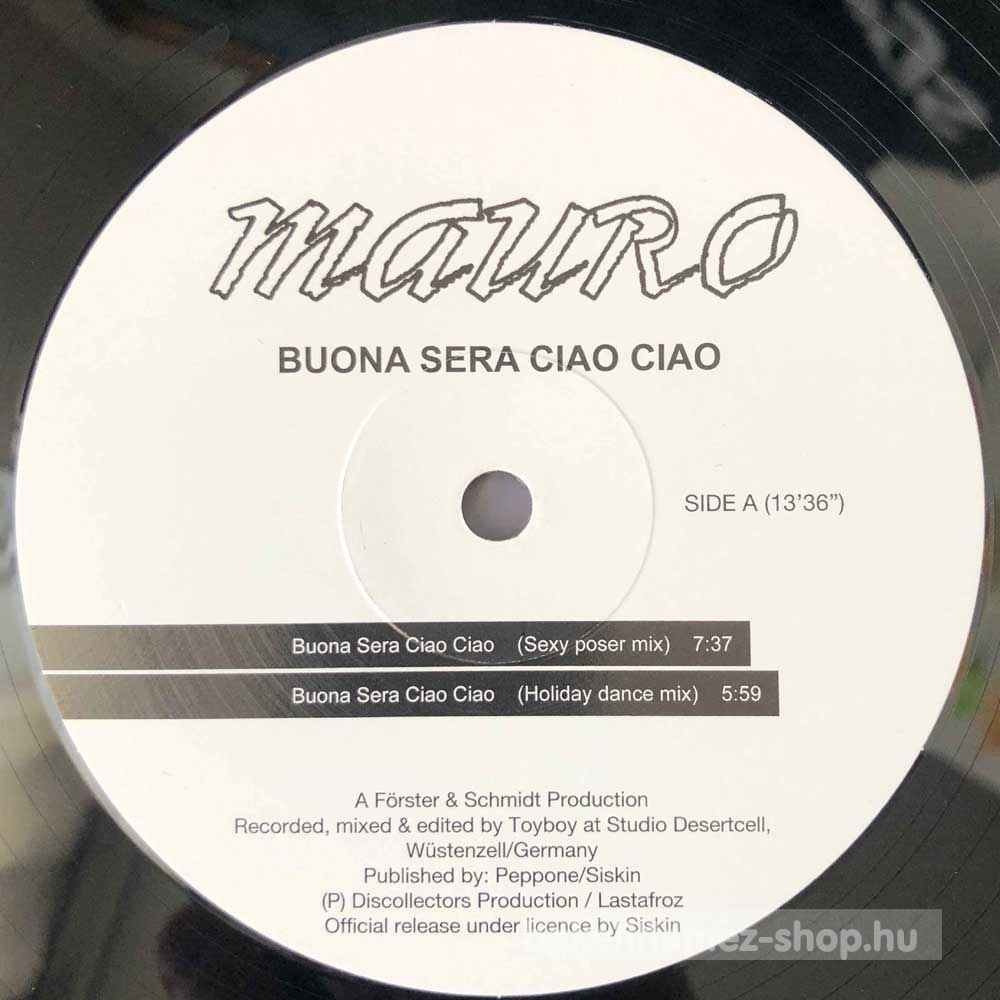 mauro
BUONA SERA CIAO CIAO
SIDE A (13’36”)
Buona Sera Ciao Ciao (Sexy poser mix) 7:37
Buona Sera Ciao Ciao (Holiday dance mix) 5:59
A Förster & Schmidt Production
Recorded, mixed & edited by Toyboy at Studio Desertcell,
Wüstenzell/Germany
Published by: Peppone/Siskin
(P) Discollectors Production / Lastafroz
Official release under licence by Siskin